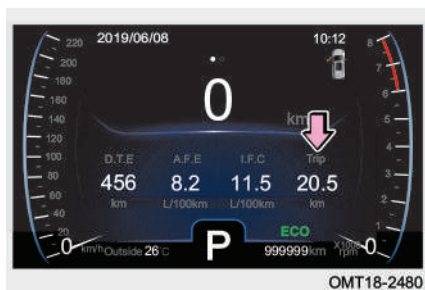 2019/06/08 10:12
220
200
180
160
140
120
100
80
60
40
20
0
km/h
0
km/h
8
7
6
5
4
3
2
0
X1000
rpm
D.T.E A.F.E I.F.C Trip
456 8.2 11.5 20.5
km L/100km L/100km km
ECO
Outside 26°C P 999999km
OMT18-2480